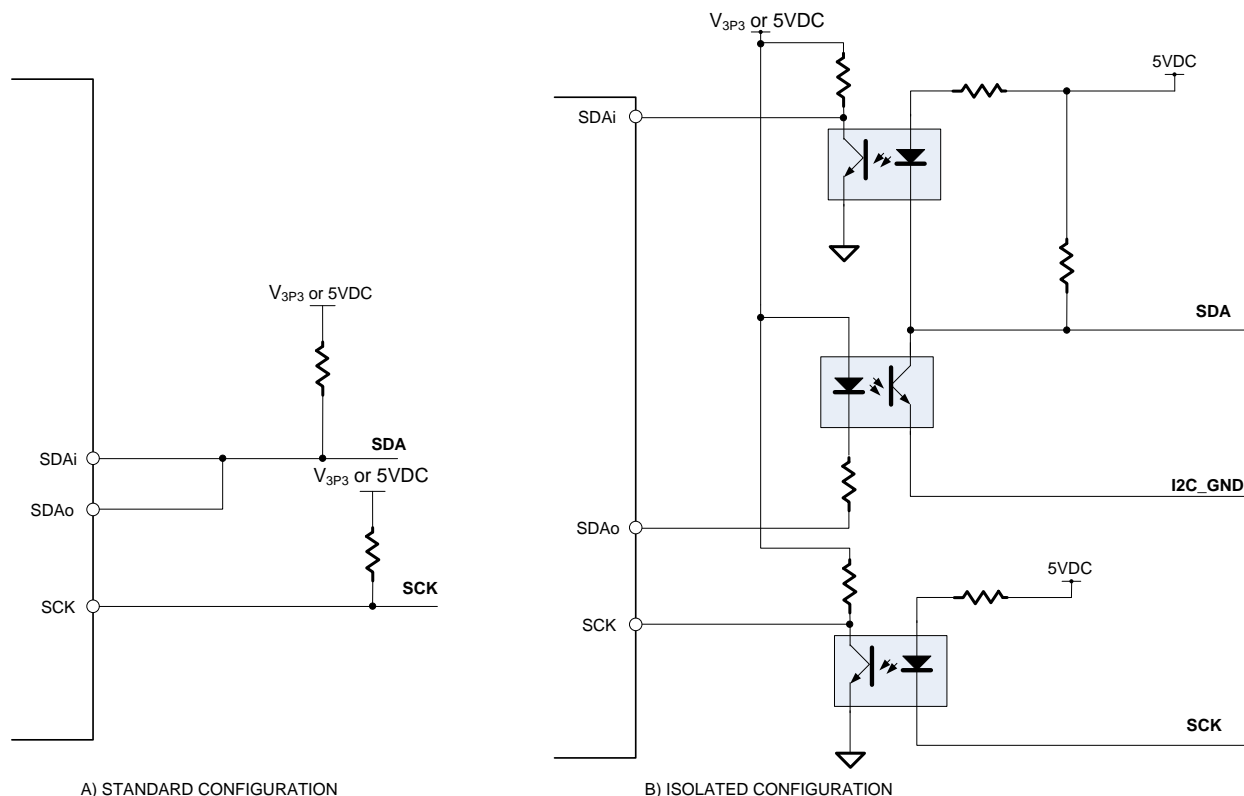 V3P3 or 5VDC
SDA
V3P3 or 5VDC
SDAi
SDAo
SCK
SCK
A) STANDARD CONFIGURATION
V3P3 or 5VDC
5VDC
SDAi
SDA
I2C_GND
SDAo
5VDC
SCK
SCK
B) ISOLATED CONFIGURATION